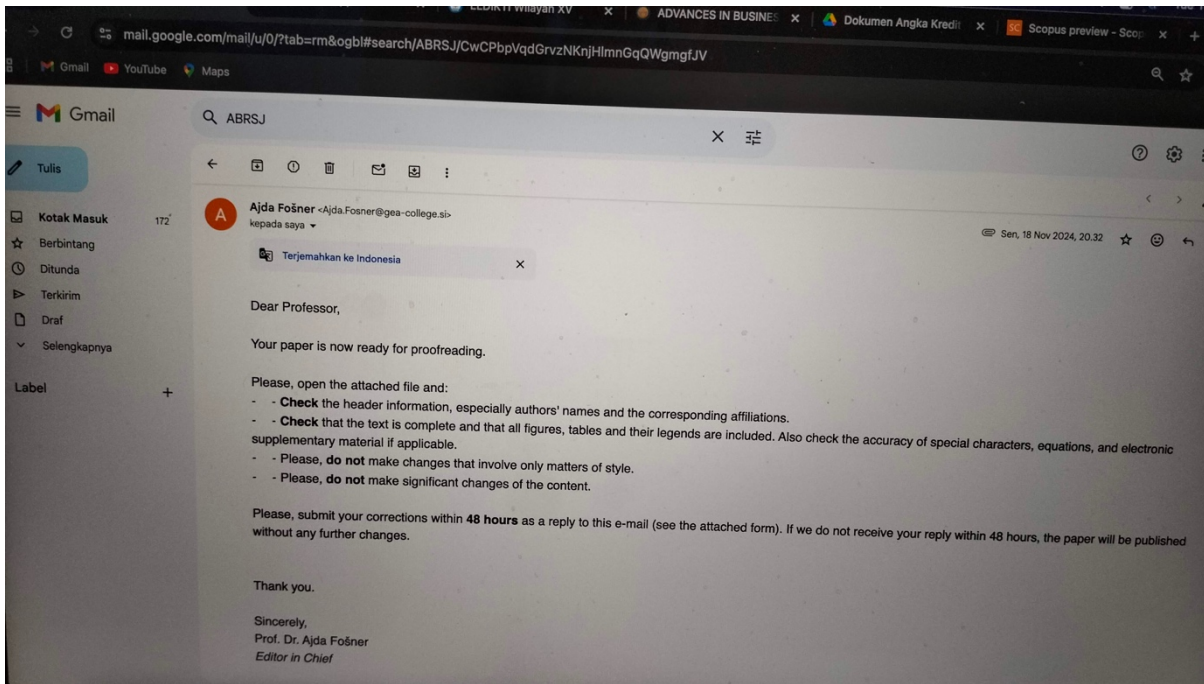 LLDIKTI Wilayah XV
ADVANCES IN BUSINES
Dokumen Angka Kredit
SC Scopus preview - Scop
mail.google.com/mail/u/0/?tab=rm&ogbl#search/ABRSJ/CwCPbpVqdGrvzNKnjHlmnGqQWgmgfJV
Gmail YouTube Maps
Gmail
ABRSJ
Tulis
Kotak Masuk 172
Berbintang
Ditunda
Terkirim
Draf
Selengkapnya
Label +
A
Ajda Fošner <Ajda.Fosner@gea-college.si>
kepada saya
Sen, 18 Nov 2024, 20.32
Terjemahkan ke Indonesia
Dear Professor,
Your paper is now ready for proofreading.
Please, open the attached file and:
- - Check the header information, especially authors' names and the corresponding affiliations.
- - Check that the text is complete and that all figures, tables and their legends are included. Also check the accuracy of special characters, equations, and electronic
supplementary material if applicable.
- - Please, do not make changes that involve only matters of style.
- - Please, do not make significant changes of the content.
Please, submit your corrections within 48 hours as a reply to this e-mail (see the attached form). If we do not receive your reply within 48 hours, the paper will be published
without any further changes.
Thank you.
Sincerely,
Prof. Dr. Ajda Fošner
Editor in Chief